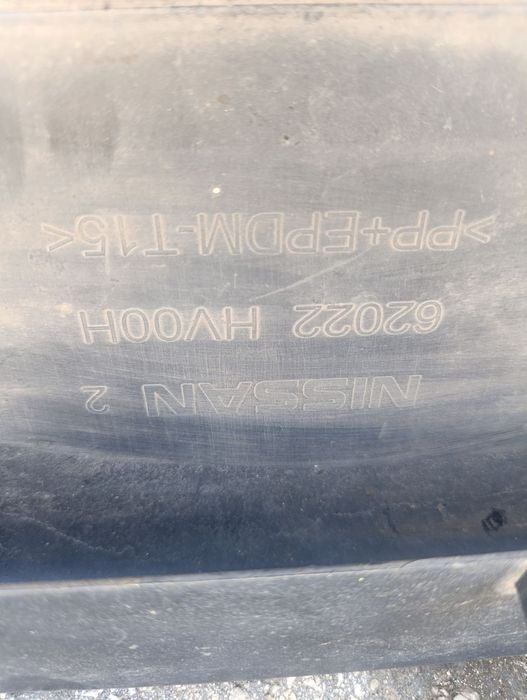 NISSAN 2
62022 HV00H
>PP+EPDM-T15<